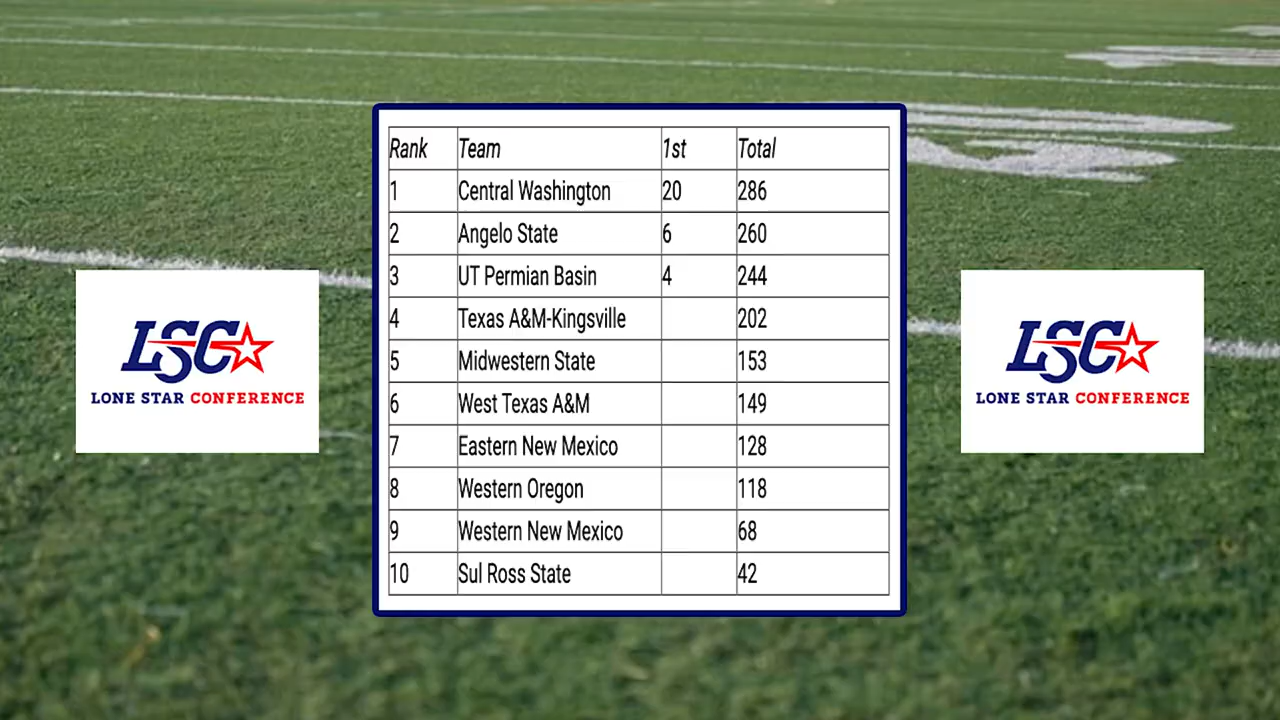 Rank Team 1st Total
1 Central Washington 20 286
2 Angelo State 6 260
3 UT Permian Basin 4 244
4 Texas A&M-Kingsville 202
5 Midwestern State 153
6 West Texas A&M 149
7 Eastern New Mexico 128
8 Western Oregon 118
9 Western New Mexico 68
10 Sul Ross State 42
LSC
LONE STAR CONFERENCE
LSC
LONE STAR CONFERENCE